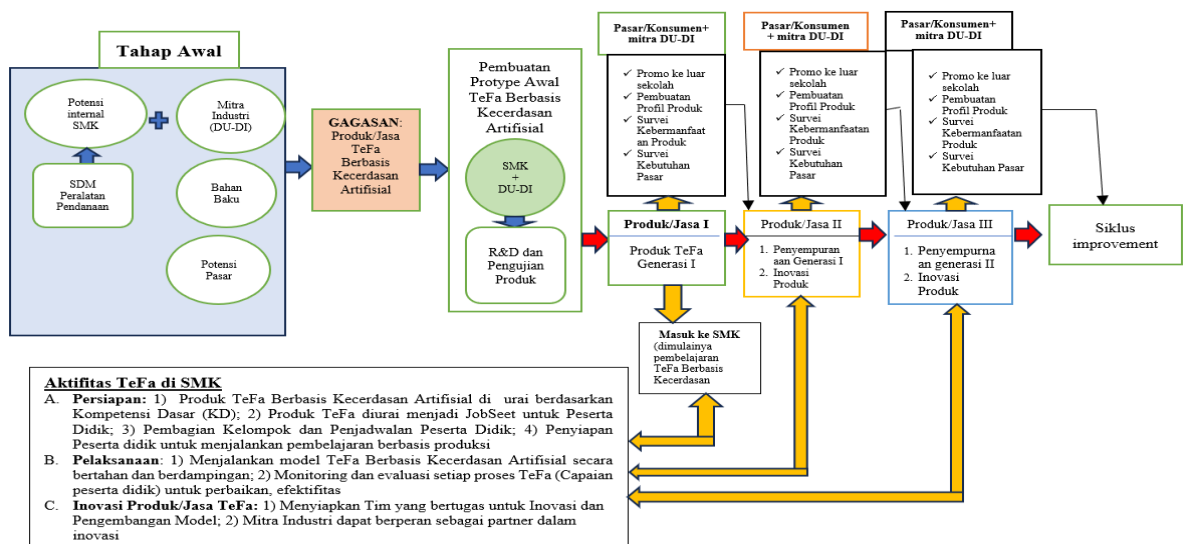 Tahap Awal
Potensi
internal
SMK
Mitra
Industri
(DU-DI)
SDM
Peralatan
Pendanaan
Bahan
Baku
Potensi
Pasar
GAGASAN:
Produk/Jasa
TeFa
Berbasis
Kecerdasan
Artifisial
Pembuatan
Protype Awal
TeFa Berbasis
Kecerdasan
Artifisial
SMK
+
DU-DI
R&D dan
Pengujian
Produk
Pasar/Konsumen+
mitra DU-DI
✓ Promo ke luar
sekolah
✓ Pembuatan
Profil Produk
✓ Survei
Kebermanfaat
an Produk
✓ Survei
Kebutuhan
Pasar
Produk/Jasa I
Produk TeFa
Generasi I
Masuk ke SMK
(dimulainya
pembelajaran
TeFa Berbasis
Kecerdasan
Pasar/Konsumen
+ mitra DU-DI
✓ Promo ke luar
sekolah
✓ Pembuatan
Profil Produk
✓ Survei
Kebermanfaatan
Produk
✓ Survei
Kebutuhan
Pasar
Produk/Jasa II
1. Penyempur
aan Generasi I
2. Inovasi
Produk
Pasar/Konsumen+
mitra DU-DI
✓ Promo ke luar
sekolah
✓ Pembuatan
Profil Produk
✓ Survei
Kebermanfaatan
Produk
✓ Survei
Kebutuhan Pasar
Produk/Jasa III
1. Penyempurna
an generasi II
2. Inovasi
Produk
Siklus
improvement
Aktifitas TeFa di SMK
A. Persiapan: 1) Produk TeFa Berbasis Kecerdasan Artifisial di urai berdasarkan
Kompetensi Dasar (KD); 2) Produk TeFa diurai menjadi JobSeet untuk Peserta
Didik; 3) Pembagian Kelompok dan Penjadwalan Peserta Didik; 4) Penyiapan
Peserta didik untuk menjalankan pembelajaran berbasis produksi
B. Pelaksanaan: 1) Menjalankan model TeFa Berbasis Kecerdasan Artifisial secara
bertahan dan berdampingan; 2) Monitoring dan evaluasi setiap proses TeFa (Capaian
peserta didik) untuk perbaikan, efektifitas
C. Inovasi Produk/Jasa TeFa: 1) Menyiapkan Tim yang bertugas untuk Inovasi dan
Pengembangan Model; 2) Mitra Industri dapat berperan sebagai partner dalam
inovasi